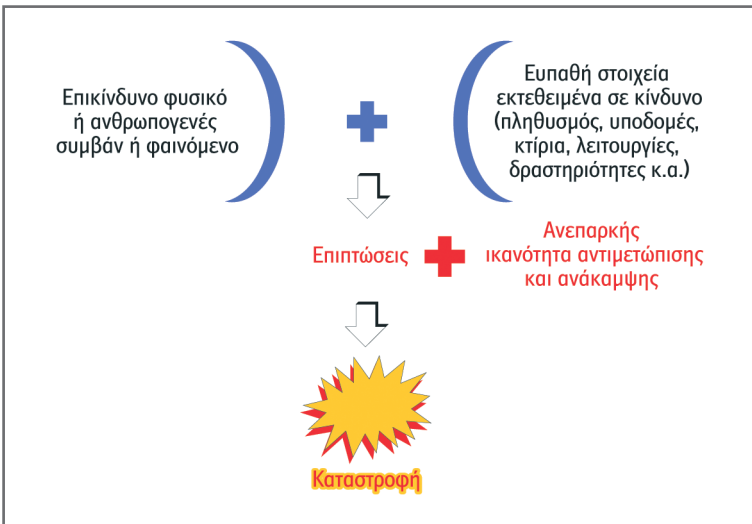 Επικίνδυνο φυσικό
ή ανθρωπογενές
συμβάν ή φαινόμενο
Ευπαθή στοιχεία
εκτεθειμένα σε κίνδυνο
(πληθυσμός, υποδομές,
κτίρια, λειτουργίες,
δραστηριότητες κ.α.)
Επιπτώσεις
Ανεπαρκής
ικανότητα αντιμετώπισης
και ανάκαμψης
Καταστροφή